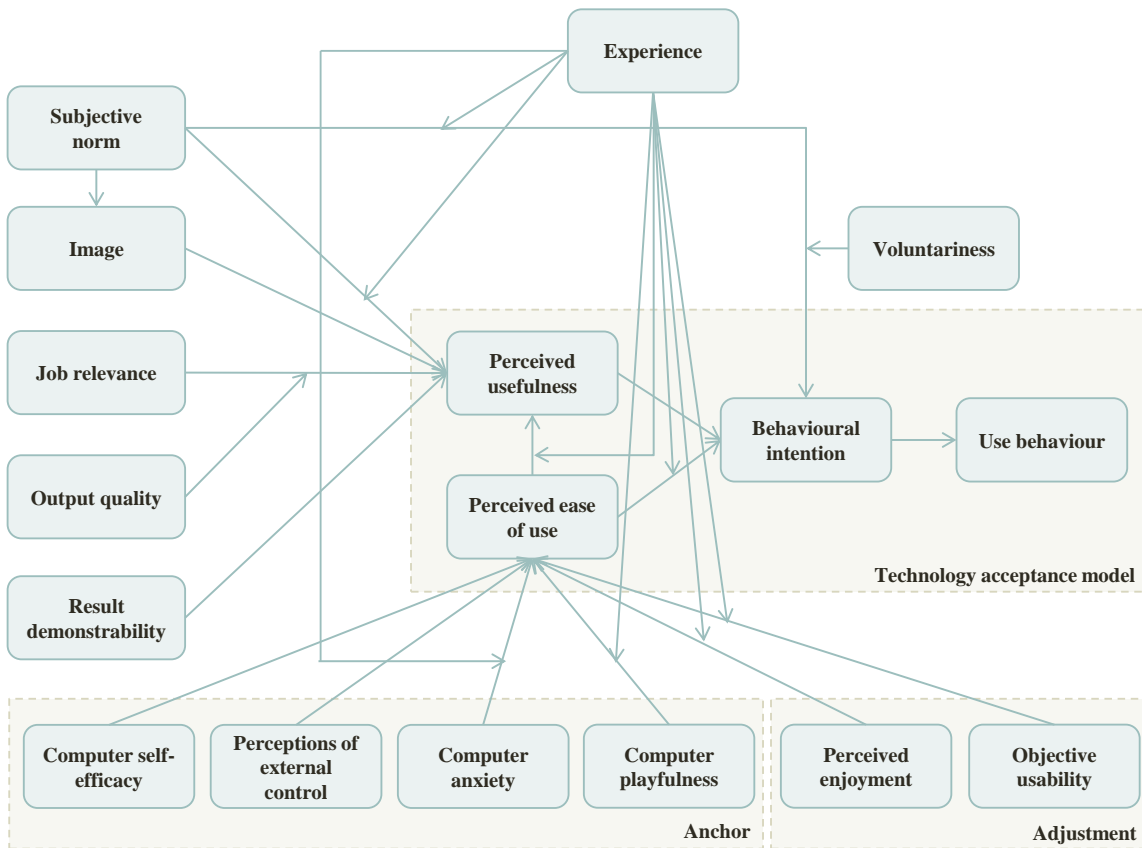 Experience
Subjective
norm
Image
Voluntariness
Job relevance
Perceived
usefulness
Behavioural
intention
Use behaviour
Output quality
Perceived ease
of use
Technology acceptance model
Result
demonstrability
Computer self-
efficacy
Perceptions of
external
control
Computer
anxiety
Computer
playfulness
Perceived
enjoyment
Objective
usability
Anchor
Adjustment